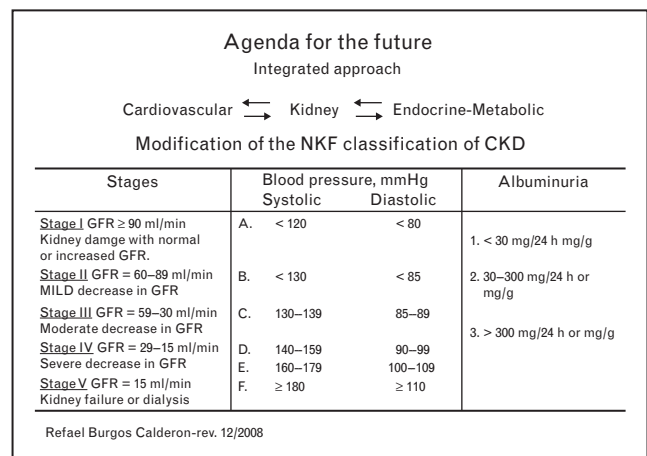 Agenda for the future
Integrated approach
Cardiovascular Kidney Endocrine-Metabolic
Modification of the NKF classification of CKD
Stages Blood pressure, mmHg Albuminuria
Systolic Diastolic
Stage I GFR ≥ 90 ml/min A. < 120 < 80
Kidney damge with normal 1. < 30 mg/24 h mg/g
or increased GFR.
Stage II GFR = 60–89 ml/min B. < 130 < 85 2. 30–300 mg/24 h or
MILD decrease in GFR mg/g
Stage III GFR = 59–30 ml/min C. 130–139 85–89
Moderate decrease in GFR 3. > 300 mg/24 h or mg/g
Stage IV GFR = 29–15 ml/min D. 140–159 90–99
Severe decrease in GFR E. 160–179 100–109
Stage V GFR = 15 ml/min F. ≥ 180 ≥ 110
Kidney failure or dialysis
Refael Burgos Calderon-rev. 12/2008